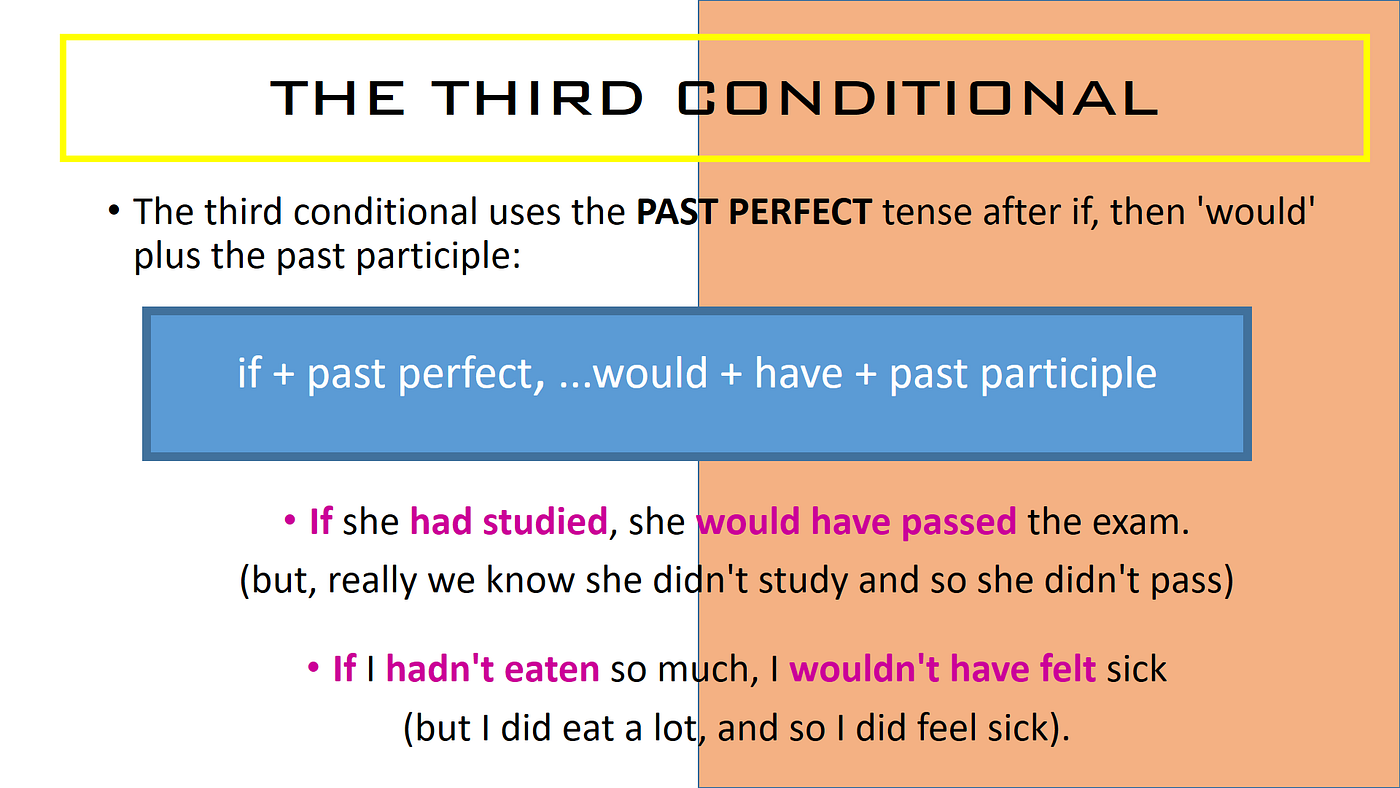 THE THIRD CONDITIONAL
• The third conditional uses the PAST PERFECT tense after if, then 'would'
plus the past participle:
if + past perfect, ...would + have + past participle
• If she had studied, she would have passed the exam.
(but, really we know she didn't study and so she didn't pass)
• If I hadn't eaten so much, I wouldn't have felt sick
(but I did eat a lot, and so I did feel sick).